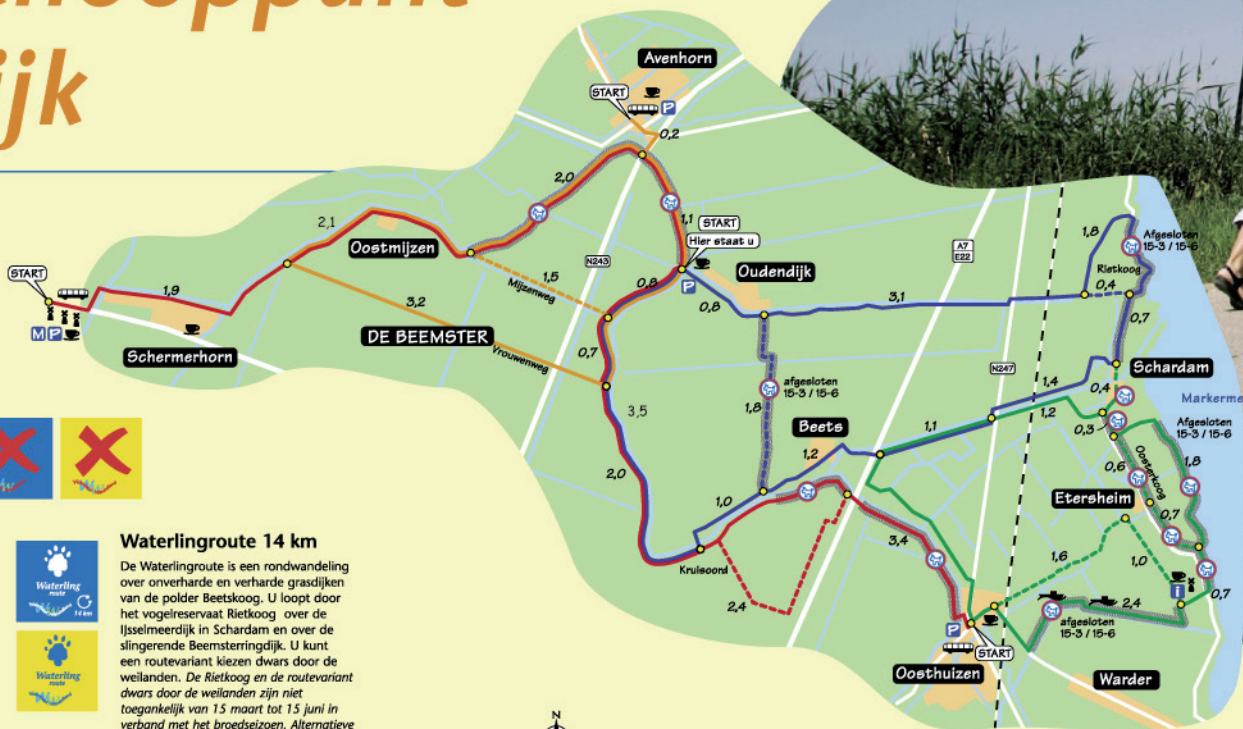 ijk
Avenhorn
START
P
0,2
2,0
1,1
START
Hier staat u
2,1
Oostmijzen
N243
A7
E22
1,8
Afgesloten
15-3 / 15-6
Rietkoog
0,4
START
1,9
1,5
Mijzenweg
0,8
P
0,8
Oudendijk
3,1
0,7
3,2
M P
Schermerhorn
DE BEEMSTER
Vrouwenweg
0,7
N247
Schardam
3,5
afgesloten
15-3 / 15-6
1,8
1,4
0,4
1,2
0,3
Afgesloten
15-3 / 15-6
Beets
1,1
2,0
1,2
0,6
Oosterkoog
1,8
1,0
Etersheim
0,7
3,4
1,6
1,0
Kruisoord
2,4
i
0,7
2,4
afgesloten
15-3 / 15-6
P
START
Oosthuizen
Warder
Waterling
route
14 km
Waterling
route
Waterlingroute 14 km
De Waterlingroute is een rondwandeling
over onverharde en verharde grasdijken
van de polder Beetskoog. U loopt door
het vogelreservaat Rietkoog over de
IJsselmeerdijk in Schardam en over de
slingerende Beemsterringdijk. U kunt
een routevariant kiezen dwars door de
weilanden. De Rietkoog en de routevariant
dwars door de weilanden zijn niet
toegankelijk van 15 maart tot 15 juni in
verband met het broedseizoen. Alternatieve
N